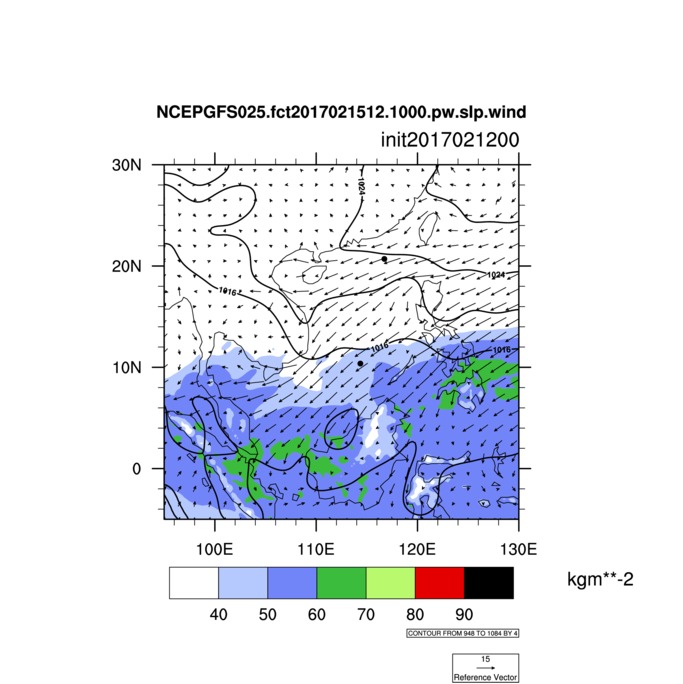 NCEPGFS025.fct2017021512.1000.pw.slp.wind
init2017021200
30N
20N
10N
0
1024
1024
1016
1016
1016
100E 110E 120E 130E
kgm**-2
40 50 60 70 80 90
CONTOUR FROM 948 TO 1084 BY 4
15
Reference Vector